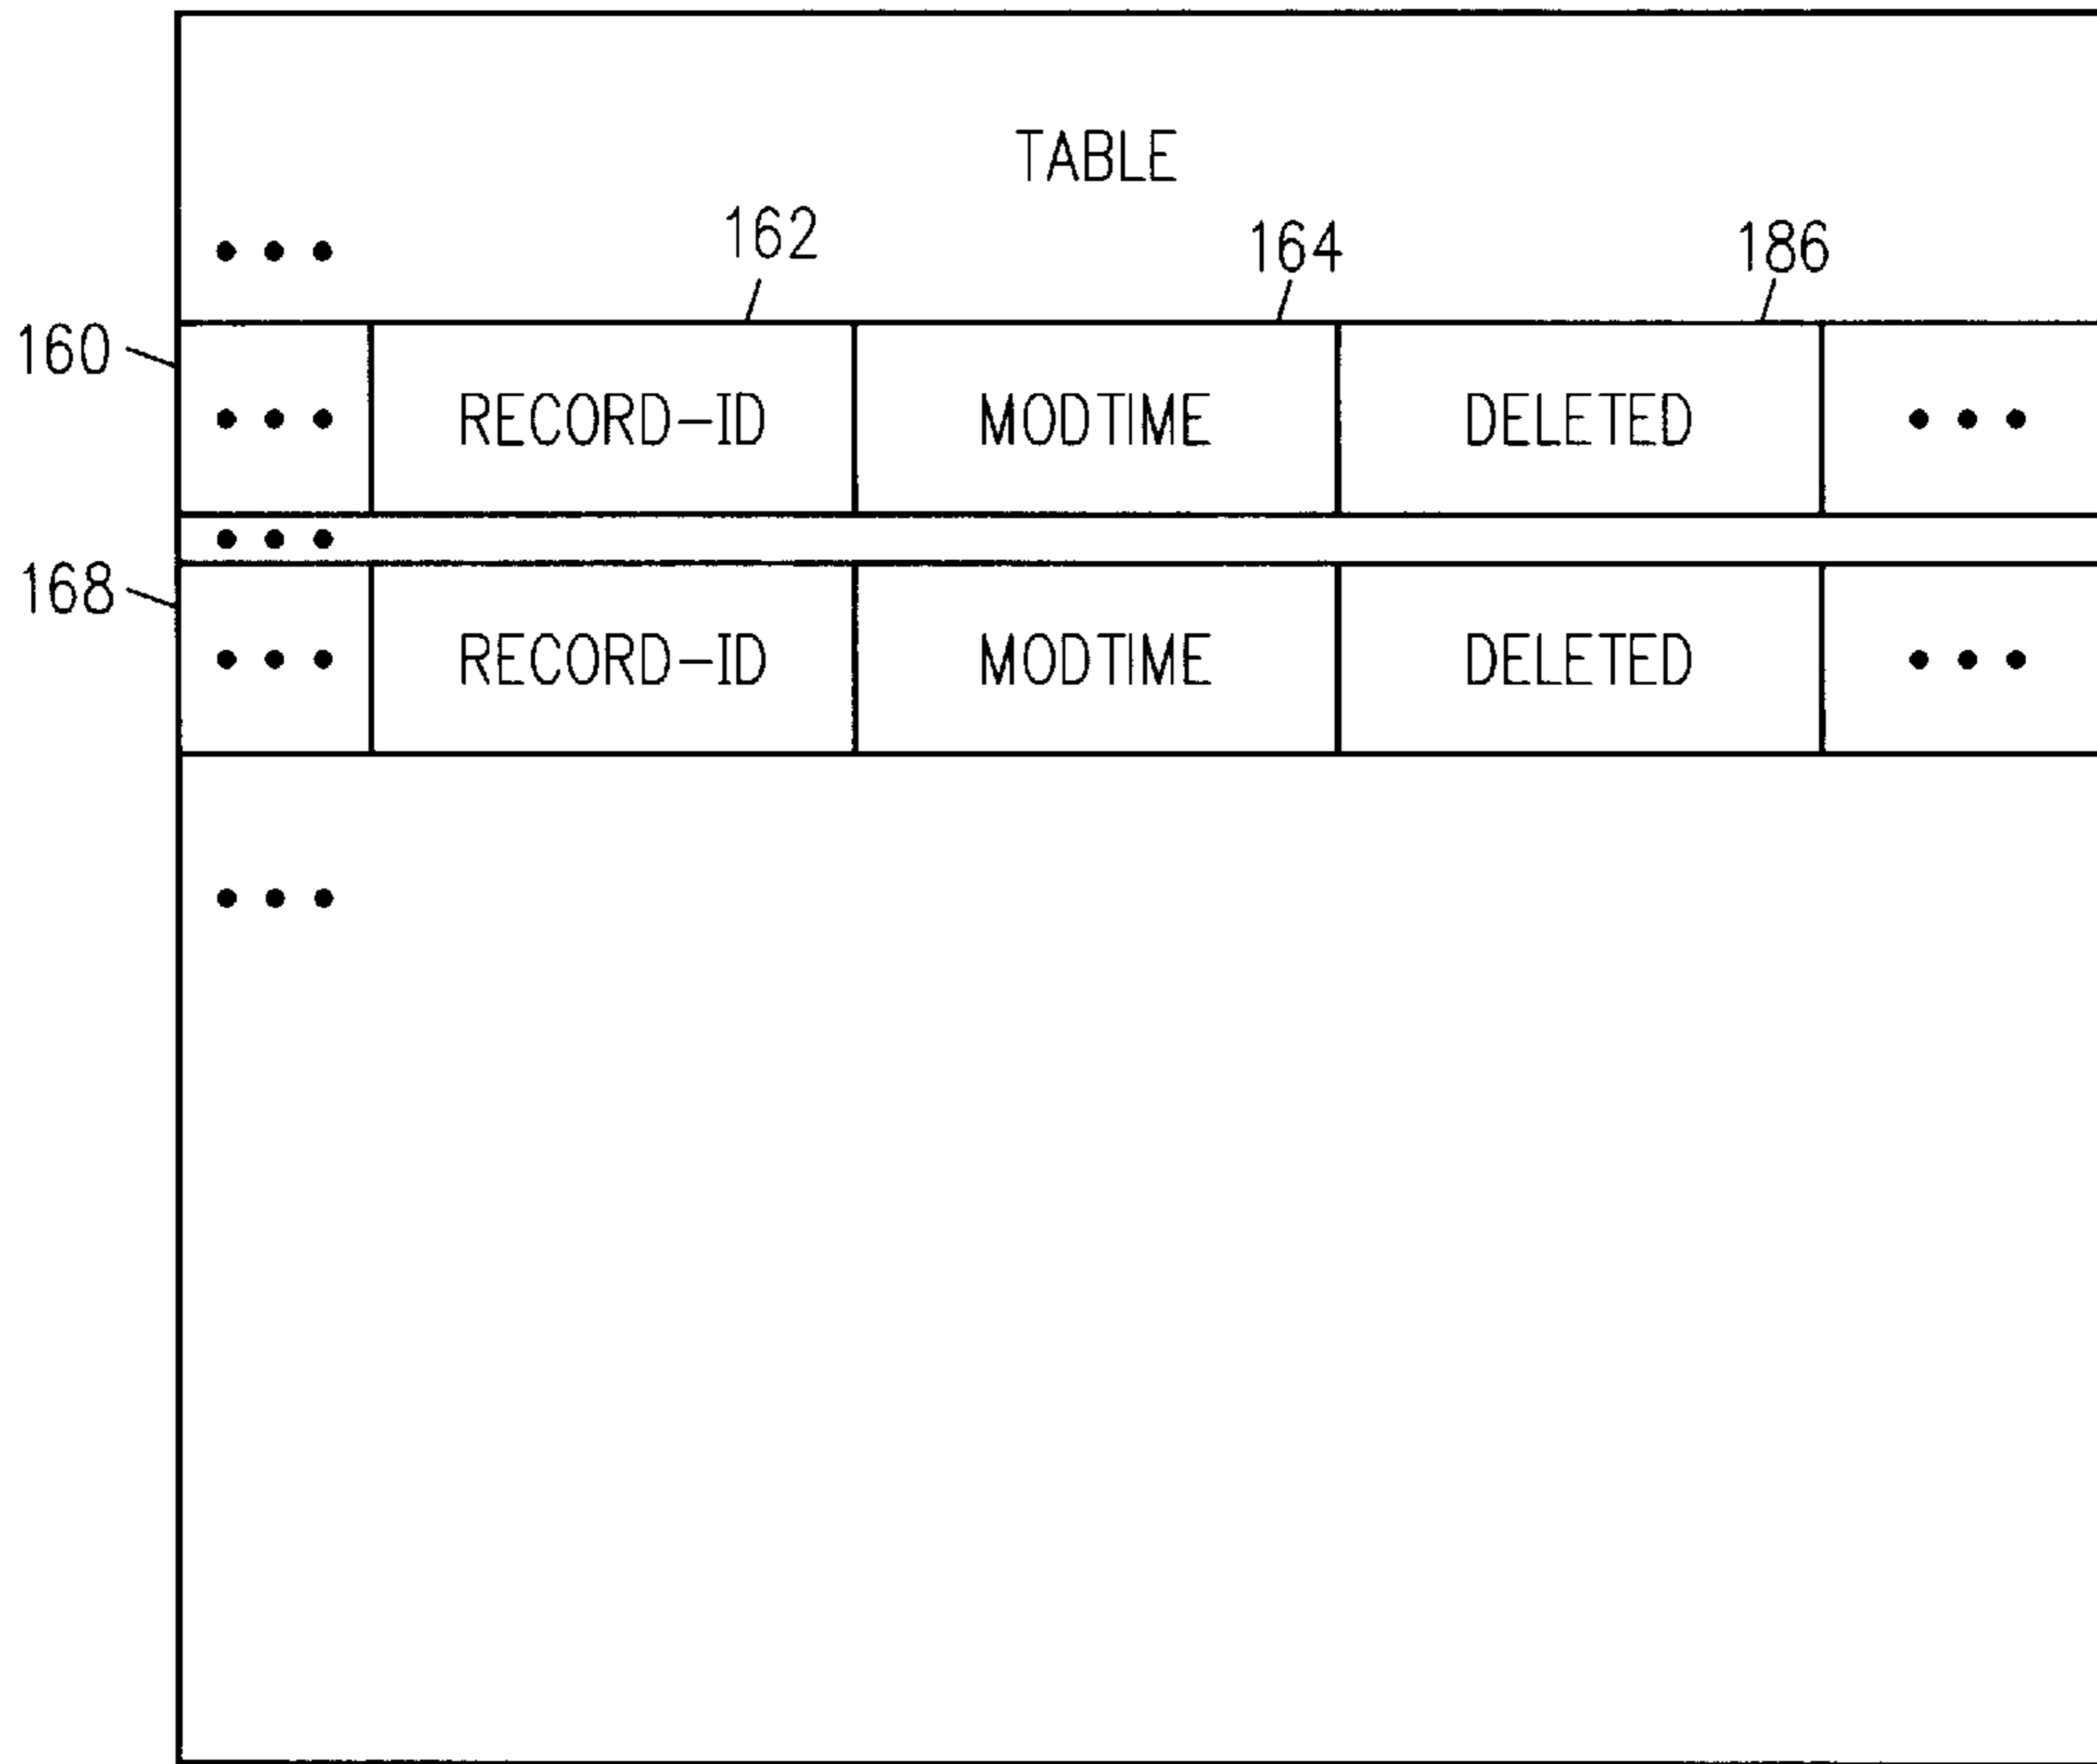 TABLE
• • • 162 164 186
160 • • • RECORD-ID MODTIME DELETED • • •
• • •
168 • • • RECORD-ID MODTIME DELETED • • •
• • •